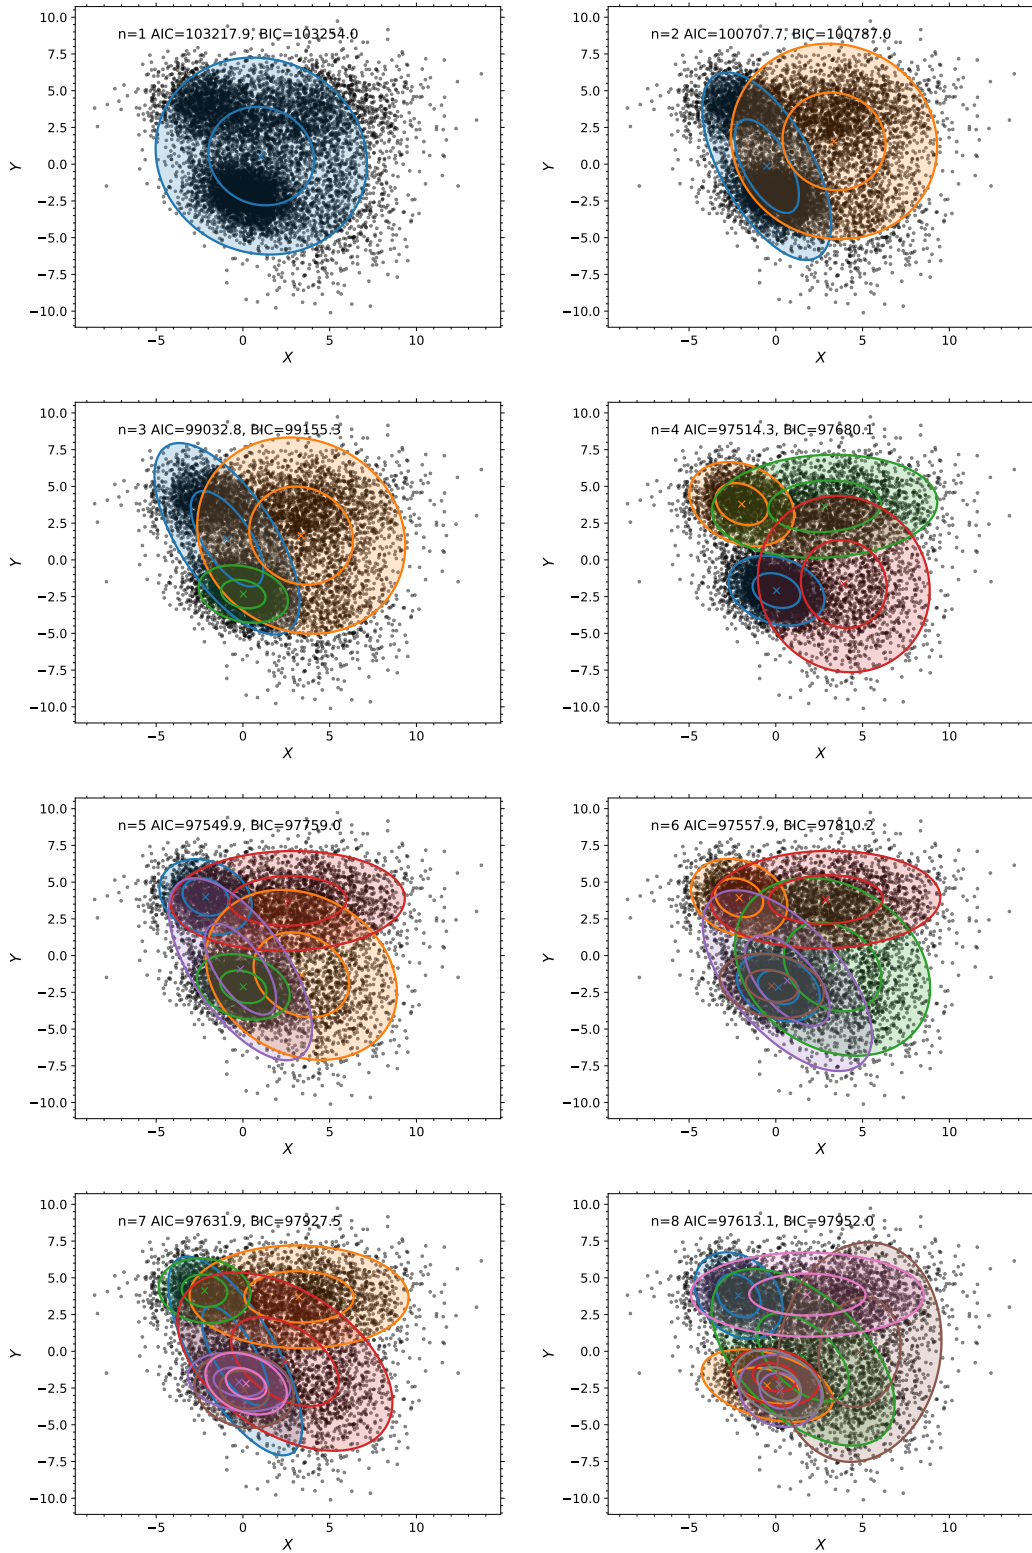 n=1 AIC=103217.9, BIC=103254.0
10.0
7.5
5.0
2.5
0.0
−2.5
−5.0
−7.5
−10.0
Y
−5 0 5 10
X
n=2 AIC=100707.7, BIC=100787.0
10.0
7.5
5.0
2.5
0.0
−2.5
−5.0
−7.5
−10.0
Y
−5 0 5 10
X
n=3 AIC=99032.8, BIC=99155.3
10.0
7.5
5.0
2.5
0.0
−2.5
−5.0
−7.5
−10.0
Y
−5 0 5 10
X
n=4 AIC=97514.3, BIC=97680.1
10.0
7.5
5.0
2.5
0.0
−2.5
−5.0
−7.5
−10.0
Y
−5 0 5 10
X
n=5 AIC=97549.9, BIC=97759.0
10.0
7.5
5.0
2.5
0.0
−2.5
−5.0
−7.5
−10.0
Y
−5 0 5 10
X
n=6 AIC=97557.9, BIC=97810.2
10.0
7.5
5.0
2.5
0.0
−2.5
−5.0
−7.5
−10.0
Y
−5 0 5 10
X
n=7 AIC=97631.9, BIC=97927.5
10.0
7.5
5.0
2.5
0.0
−2.5
−5.0
−7.5
−10.0
Y
−5 0 5 10
X
n=8 AIC=97613.1, BIC=97952.0
10.0
7.5
5.0
2.5
0.0
−2.5
−5.0
−7.5
−10.0
Y
−5 0 5 10
X